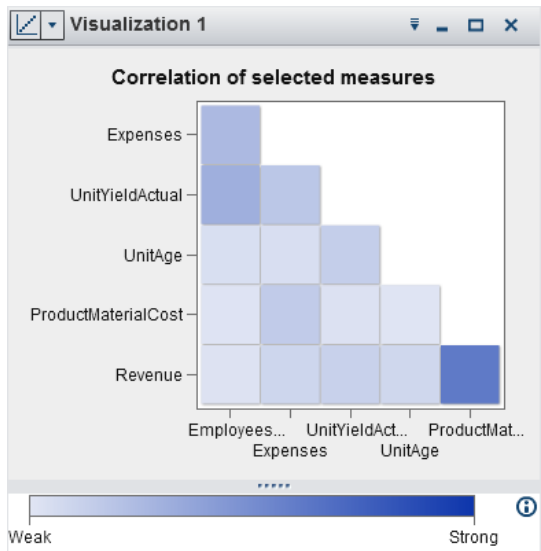 Visualization 1
Correlation of selected measures
Expenses
UnitYieldActual
UnitAge
ProductMaterialCost
Revenue
Employees... UnitYieldAct... ProductMat...
Expenses UnitAge
Weak Strong